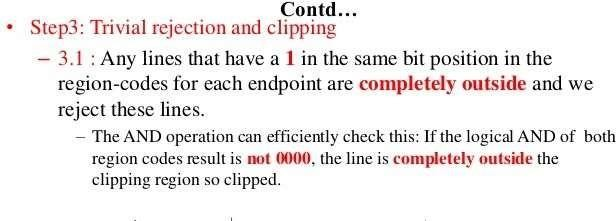 Contd…
• Step3: Trivial rejection and clipping
– 3.1 : Any lines that have a 1 in the same bit position in the
region-codes for each endpoint are completely outside and we
reject these lines.
– The AND operation can efficiently check this: If the logical AND of both
region codes result is not 0000, the line is completely outside the
clipping region so clipped.